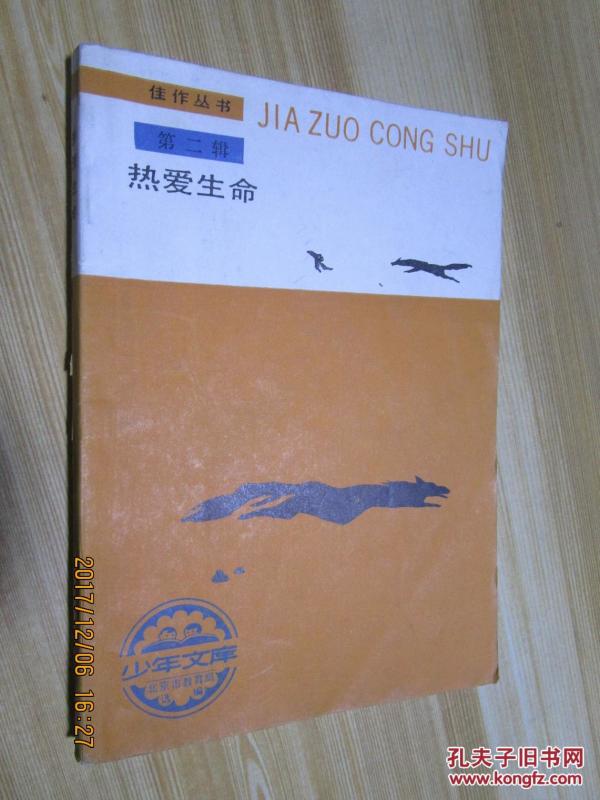 佳作丛书
JIA ZUO CONG SHU
第二辑
热爱生命
少年文库
北京市教育局
选编
2017/12/06 16:27
孔夫子旧书网
www.kongfz.com